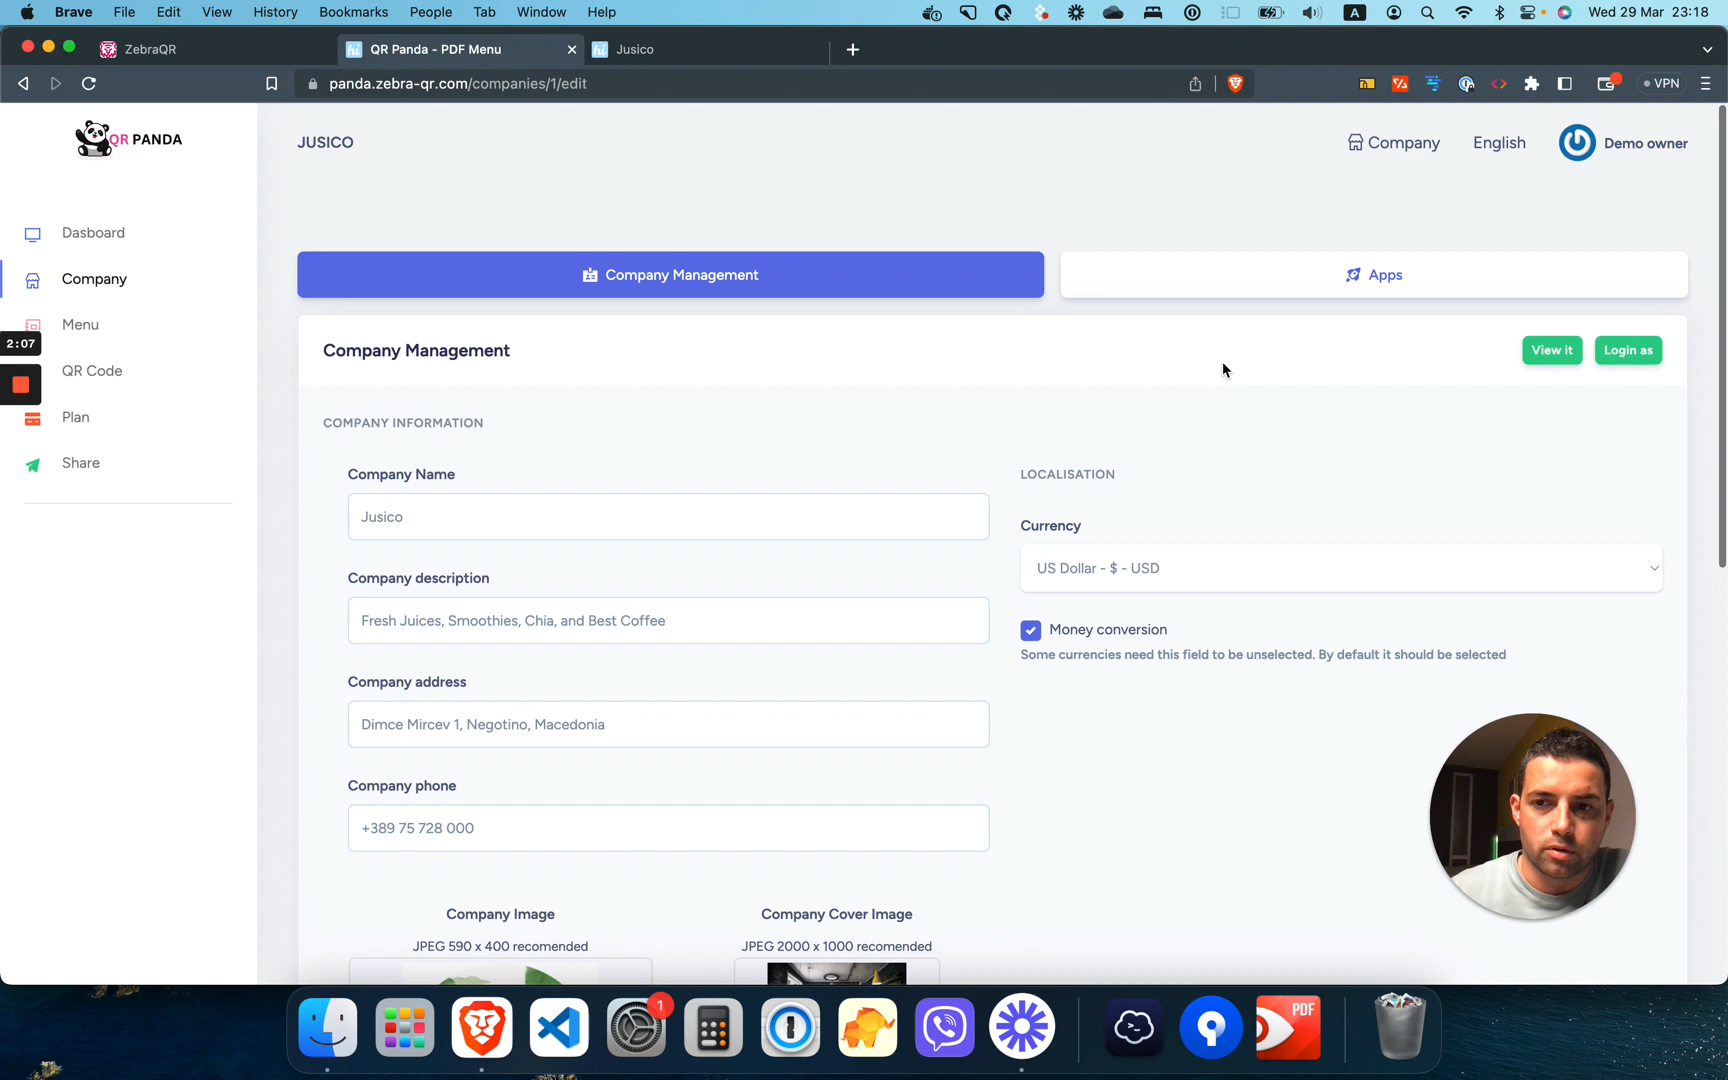 Brave File Edit View History Bookmarks People Tab Window Help
A
Wed 29 Mar 23:18
ZebraQR
hi QR Panda - PDF Menu
hi Jusico
panda.zebra-qr.com/companies/1/edit
VPN
QR PANDA
JUSICO
Company
English
Demo owner
Dasboard
Company
Menu
2:07
QR Code
Plan
Share
Company Management
Apps
Company Management
View it
Login as
COMPANY INFORMATION
Company Name
Jusico
Company description
Fresh Juices, Smoothies, Chia, and Best Coffee
Company address
Dimce Mircev 1, Negotino, Macedonia
Company phone
+389 75 728 000
LOCALISATION
Currency
US Dollar - $ - USD
Money conversion
Some currencies need this field to be unselected. By default it should be selected
Company Image
JPEG 590 x 400 recomended
Company Cover Image
JPEG 2000 x 1000 recomended
1
PDF